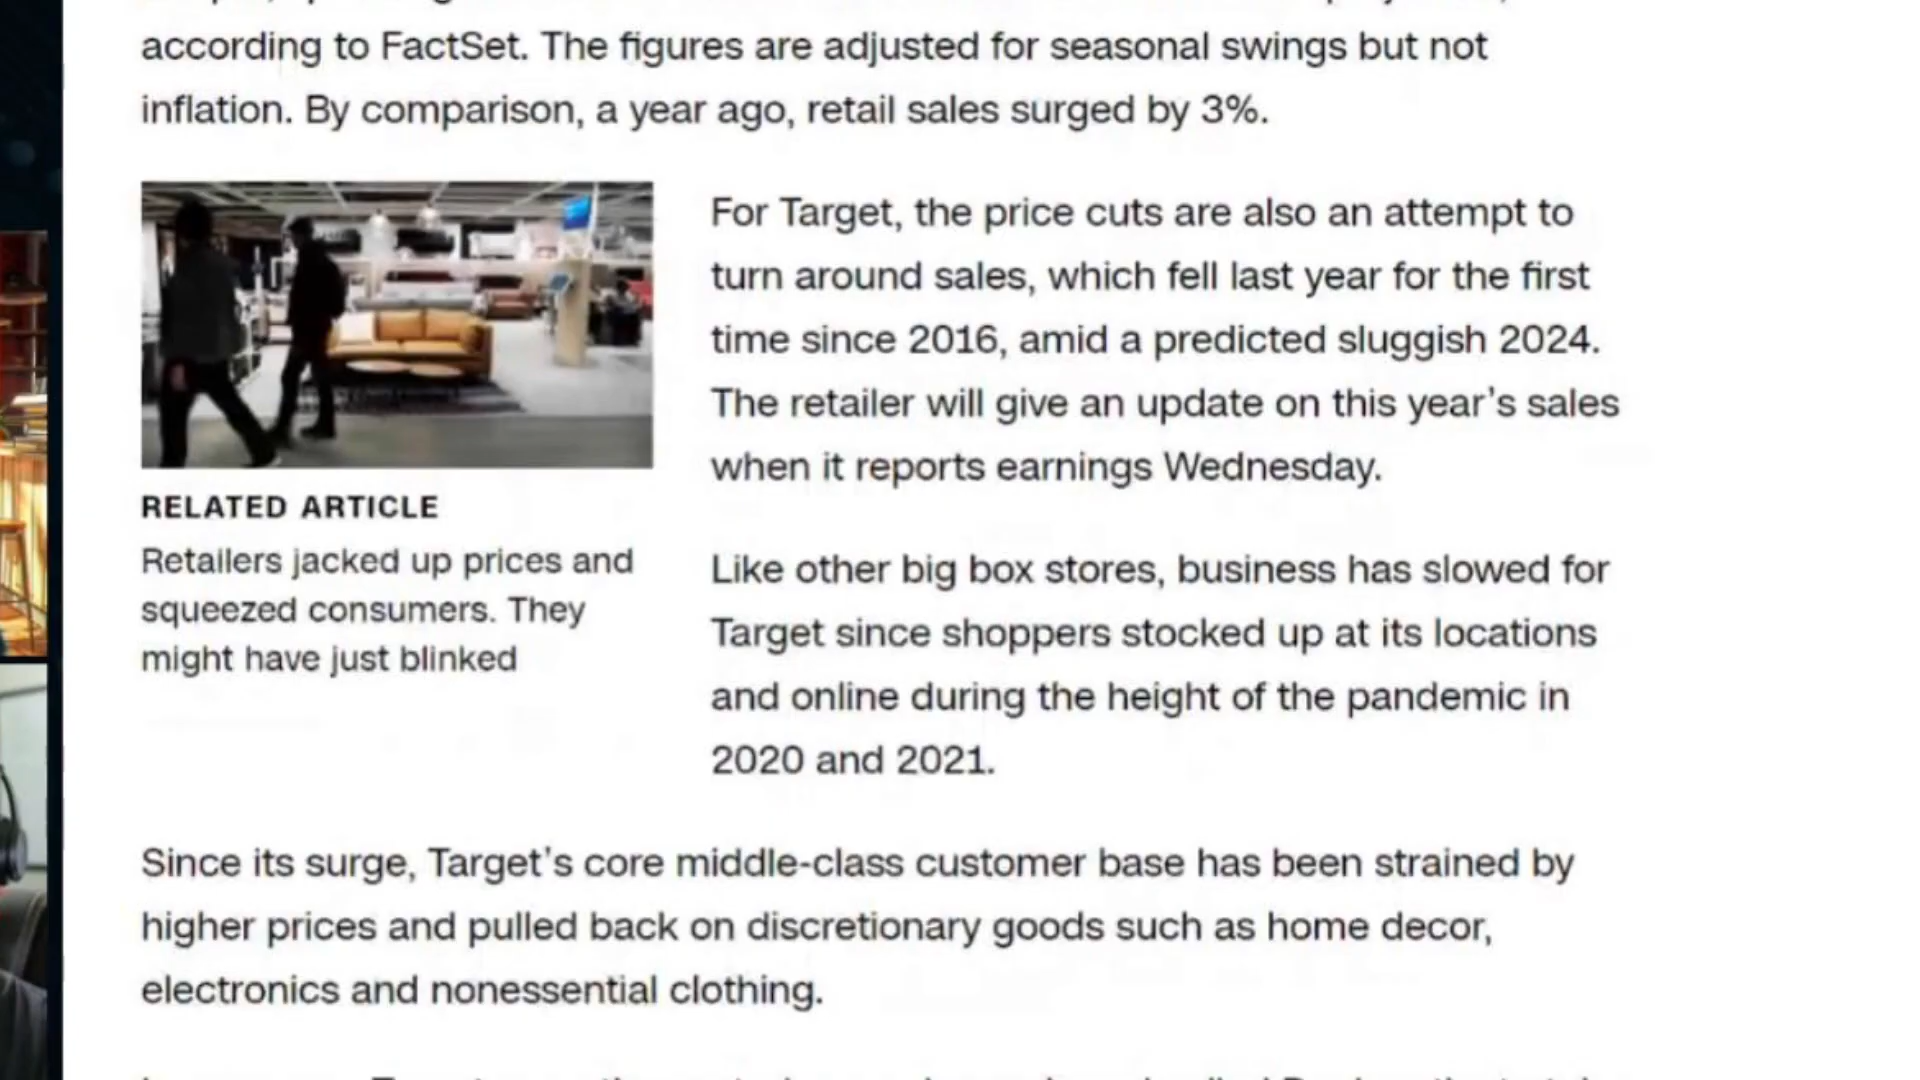 according to FactSet. The figures are adjusted for seasonal swings but not
inflation. By comparison, a year ago, retail sales surged by 3%.
For Target, the price cuts are also an attempt to
turn around sales, which fell last year for the first
time since 2016, amid a predicted sluggish 2024.
The retailer will give an update on this year’s sales
when it reports earnings Wednesday.
RELATED ARTICLE
Retailers jacked up prices and
squeezed consumers. They
might have just blinked
Like other big box stores, business has slowed for
Target since shoppers stocked up at its locations
and online during the height of the pandemic in
2020 and 2021.
Since its surge, Target’s core middle-class customer base has been strained by
higher prices and pulled back on discretionary goods such as home decor,
electronics and nonessential clothing.